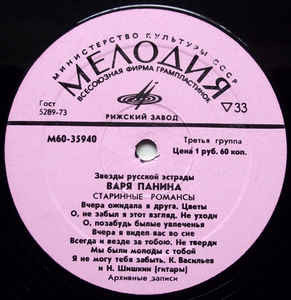 МИНИСТЕРСТВО КУЛЬТУРЫ СССР
МЕЛОДИЯ
ВСЕСОЮЗНАЯ ФИРМА ГРАМПЛАСТИНОК
Гост
5289-73
33
РИЖСКИЙ ЗАВОД
М60-35940
Третья группа
Цена 1 руб. 60 коп.
Звезды русской эстрады
ВАРЯ ПАНИНА
СТАРИННЫЕ РОМАНСЫ
Вчера ожидала я друга. Цветы
О, не забыл я этот взгляд. Не уходи
О, позабудь былые увлеченья
Вчера я видел вас во сне
Всегда и везде за тобою. Не тверди
Мы были молоды с тобой
Я не могу тебя забыть. К. Васильев
и Н. Шишкин (гитары)
Архивные записи